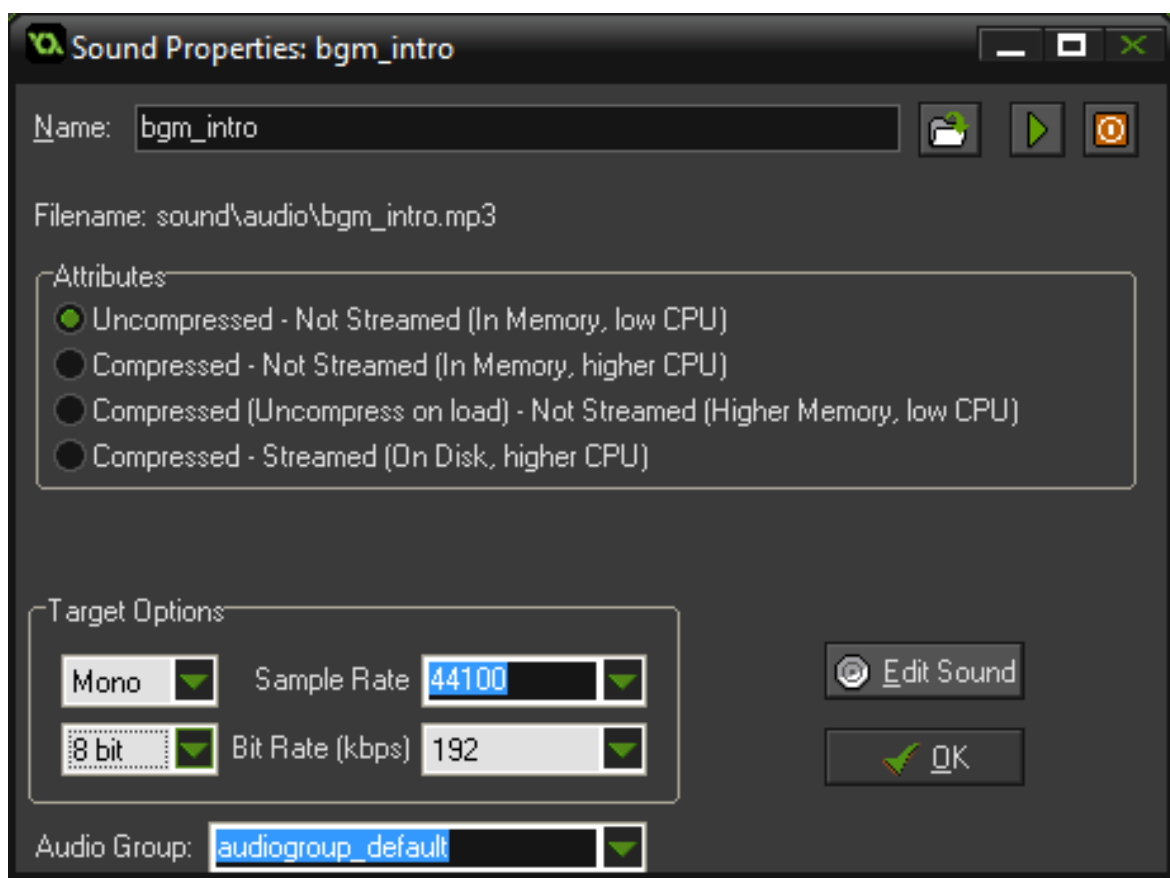 Sound Properties: bgm_intro
Name: bgm_intro
Filename: sound\audio\bgm_intro.mp3
Attributes
Uncompressed - Not Streamed (In Memory, low CPU)
Compressed - Not Streamed (In Memory, higher CPU)
Compressed (Uncompress on load) - Not Streamed (Higher Memory, low CPU)
Compressed - Streamed (On Disk, higher CPU)
Target Options
Mono Sample Rate 44100
Edit Sound
8 bit Bit Rate (kbps) 192
OK
Audio Group: audiogroup_default